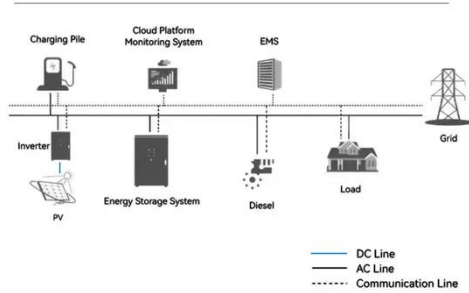 Charging Pile
Cloud Platform
Monitoring System
EMS
Grid
Inverter
PV
Energy Storage System
Diesel
Load
DC Line
AC Line
Communication Line